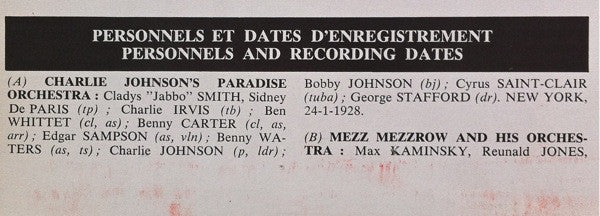 PERSONNELS ET DATES D'ENREGISTREMENT
PERSONNELS AND RECORDING DATES
(A) CHARLIE JOHNSON'S PARADISE
ORCHESTRA : Cladys "Jabbo" SMITH, Sidney
De PARIS (tp) ; Charlie IRVIS (tb) ; Ben
WHITTET (cl, as) ; Benny CARTER (cl, as,
arr) ; Edgar SAMPSON (as, vln) ; Benny WA-
TERS (as, ts) ; Charlie JOHNSON (p, ldr) ;
Bobby JOHNSON (bj) ; Cyrus SAINT-CLAIR
(tuba) ; George STAFFORD (dr). NEW YORK,
24-1-1928.
(B) MEZZ MEZZROW AND HIS ORCHES-
TRA : Max KAMINSKY, Reunald JONES,